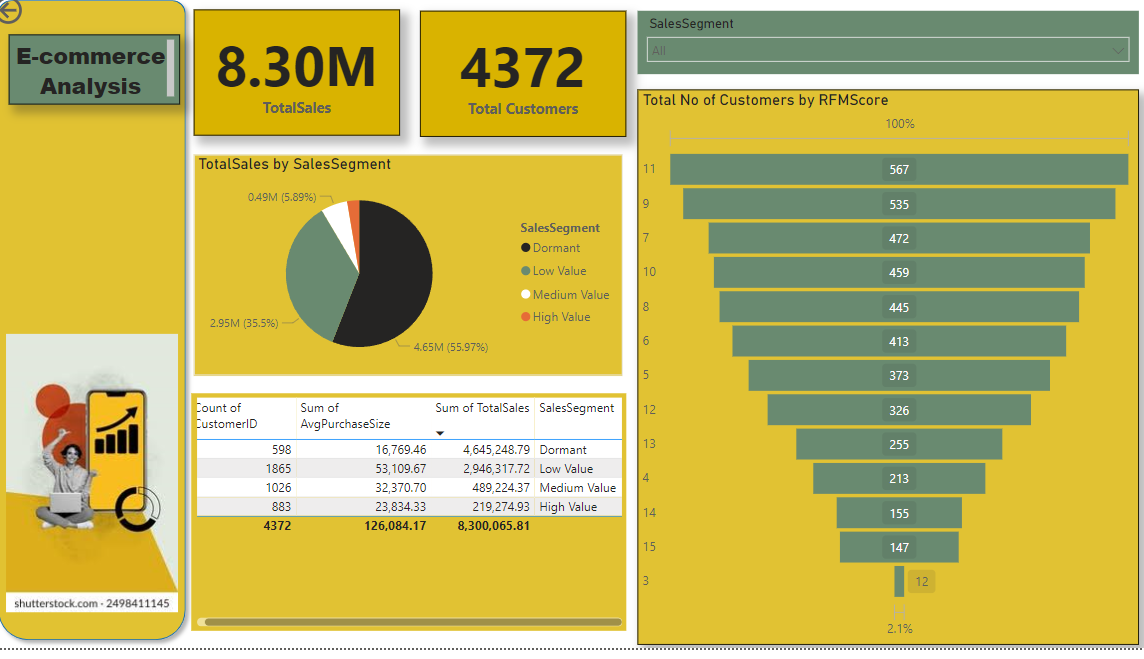 E-commerce
Analysis
8.30M
TotalSales
4372
Total Customers
SalesSegment
All
TotalSales by SalesSegment
0.49M (5.89%)
2.95M (35.5%)
4.65M (55.97%)
SalesSegment
Dormant
Low Value
Medium Value
High Value
Count of CustomerID Sum of AvgPurchaseSize Sum of TotalSales SalesSegment
598 16,769.46 4,645,248.79 Dormant
1865 53,109.67 2,946,317.72 Low Value
1026 32,370.70 489,224.37 Medium Value
883 23,834.33 219,274.93 High Value
4372 126,084.17 8,300,065.81
Total No of Customers by RFMScore
100%
11 567
9 535
7 472
10 459
8 445
6 413
5 373
12 326
13 255
4 213
14 155
15 147
3 12
2.1%
shutterstock.com · 2498411145